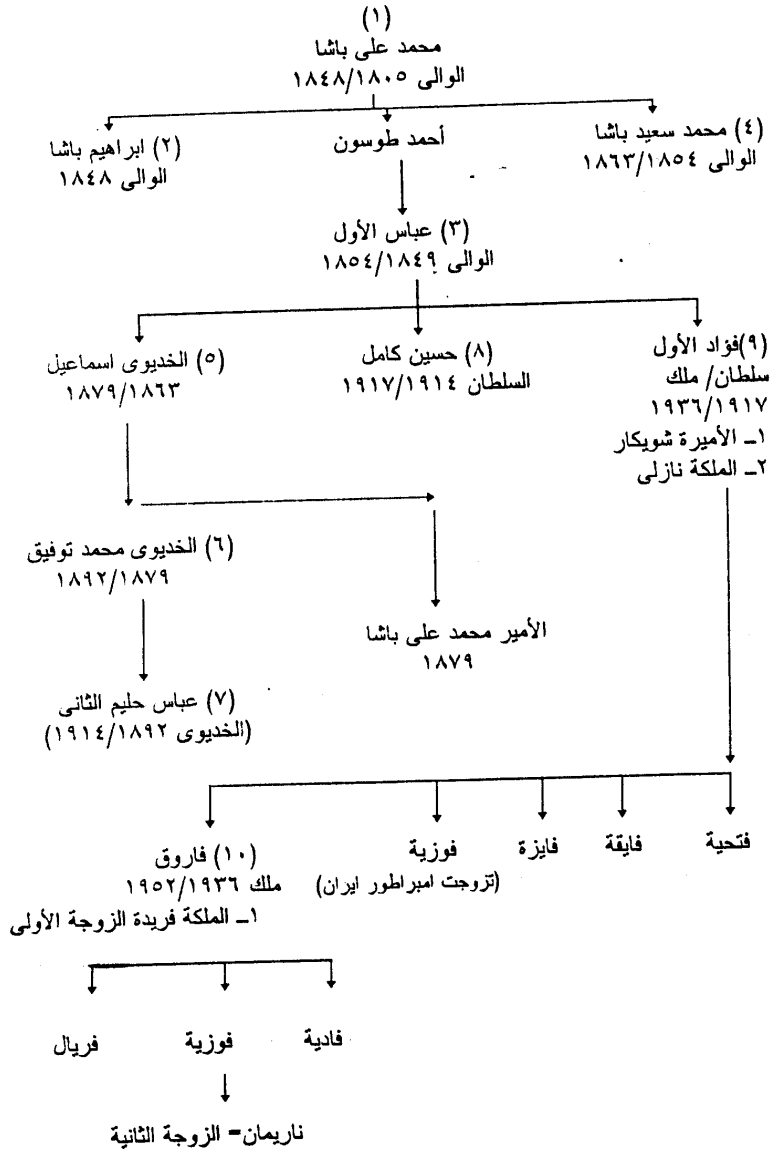 (١)
محمد على باشا
الوالى ١٨٤٨/١٨٠٥
(٤) محمد سعيد باشا
الوالى ١٨٦٣/١٨٥٤
أحمد طوسون
(٢) ابراهيم باشا
الوالى ١٨٤٨
(٣) عباس الأول
الوالى ١٨٥٤/١٨٤٩
(٩)فؤاد الأول
سلطان/ ملك
١٩٣٦/١٩١٧
١ــ الأميرة شويكار
٢ــ الملكة نازلى
(٨) حسين كامل
السلطان ١٩١٧/١٩١٤
(٥) الخديوى اسماعيل
١٨٧٩/١٨٦٣
(٦) الخديوى محمد توفيق
١٨٩٢/١٨٧٩
الأمير محمد على باشا
١٨٧٩
(٧) عباس حليم الثانى
(الخديوى ١٩١٤/١٨٩٢)
فتحية
فايقة
فايزة
فوزية
(تزوجت امبراطور ايران)
(١٠) فاروق
ملك ١٩٥٢/١٩٣٦
١ــ الملكة فريدة الزوجة الأولى
فادية
فوزية
فريال
ناريمان– الزوجة الثانية